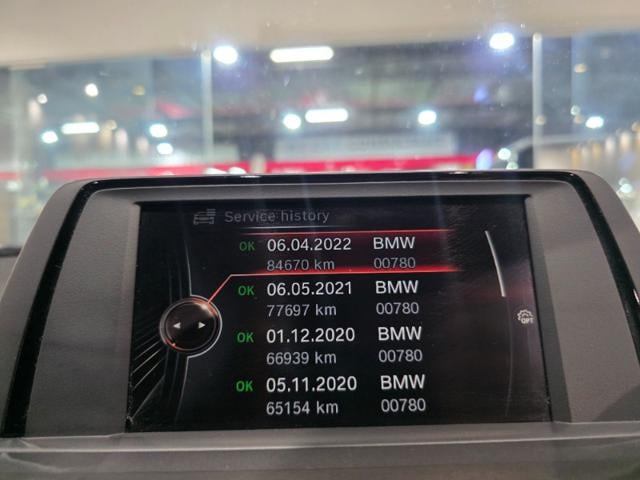 Service history
OK 06.04.2022 BMW
84670 km 00780
OK 06.05.2021 BMW
77697 km 00780
OK 01.12.2020 BMW
66939 km 00780
OK 05.11.2020 BMW
65154 km 00780
OPT